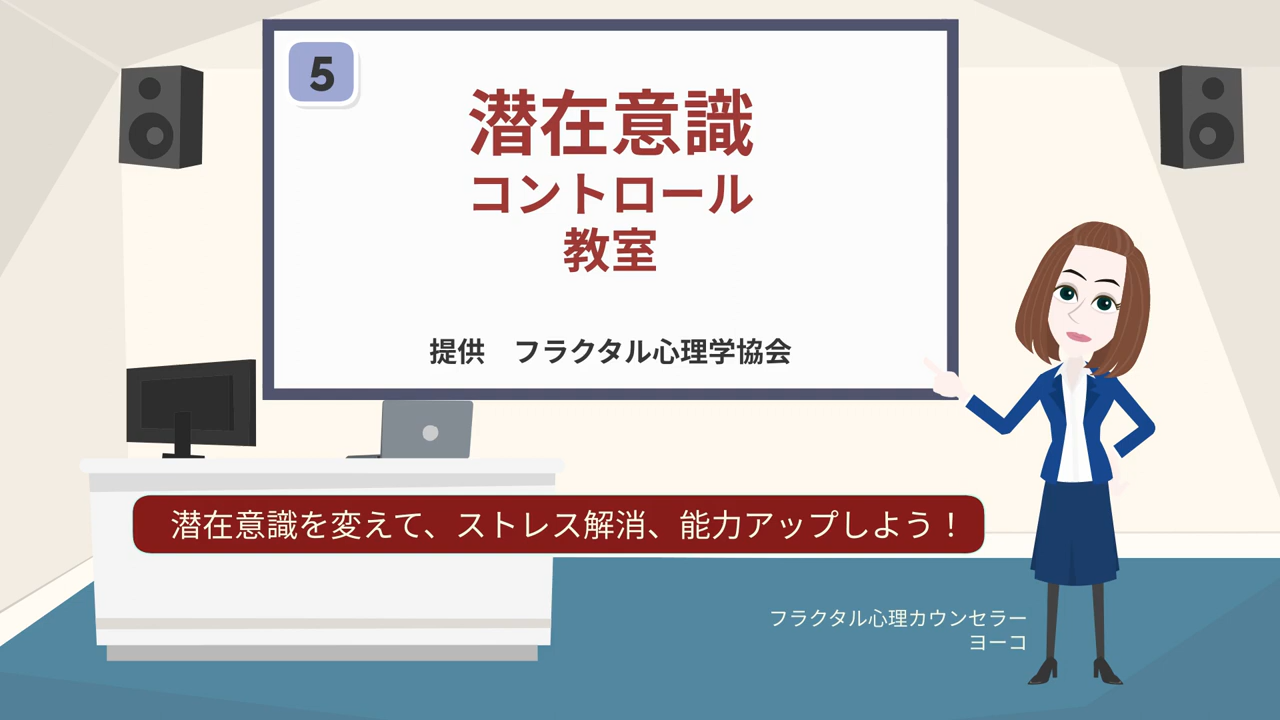 5
潜在意識
コントロール
教室
提供　フラクタル心理学協会
潜在意識を変えて、ストレス解消、能力アップしよう！
フラクタル心理カウンセラー
ヨーコ